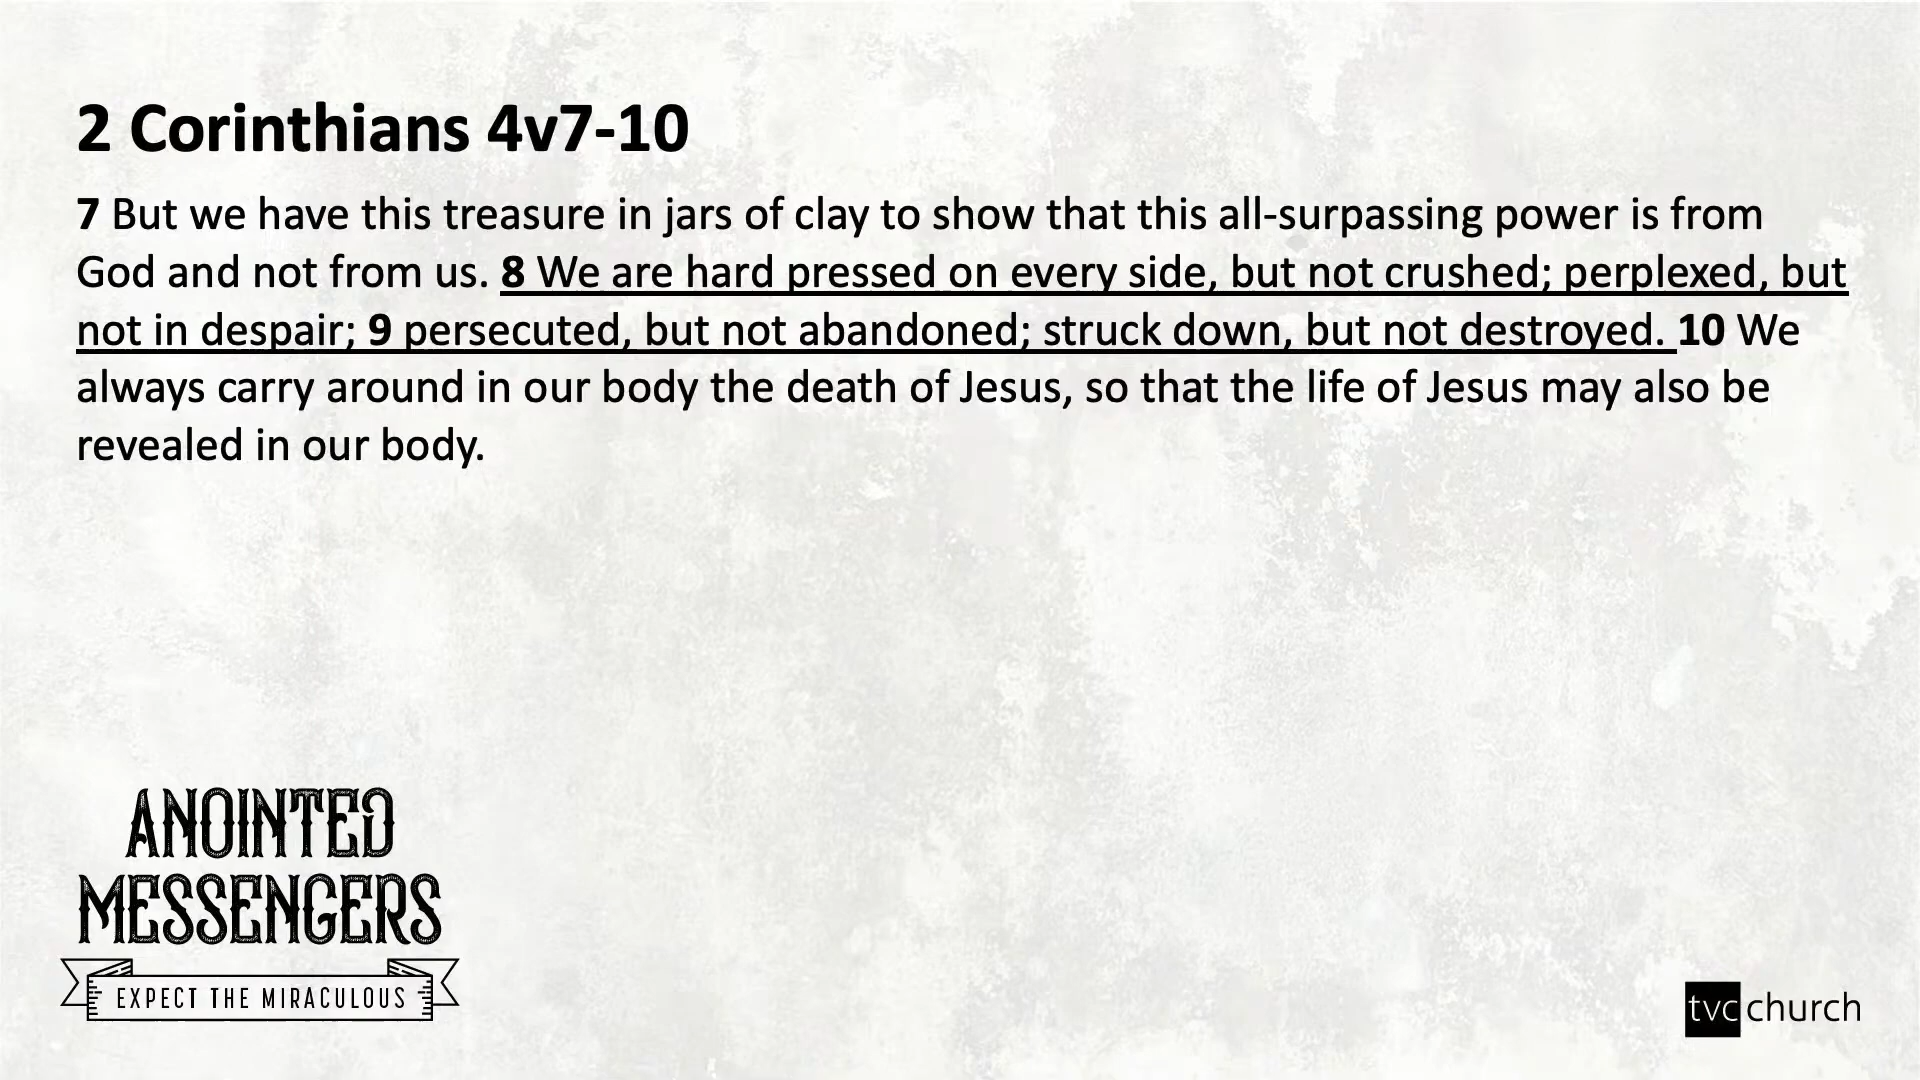 2 Corinthians 4v7-10
7 But we have this treasure in jars of clay to show that this all-surpassing power is from
God and not from us. 8 We are hard pressed on every side, but not crushed; perplexed, but
not in despair; 9 persecuted, but not abandoned; struck down, but not destroyed. 10 We
always carry around in our body the death of Jesus, so that the life of Jesus may also be
revealed in our body.
ANOINTED
MESSENGERS
EXPECT THE MIRACULOUS
tvc church